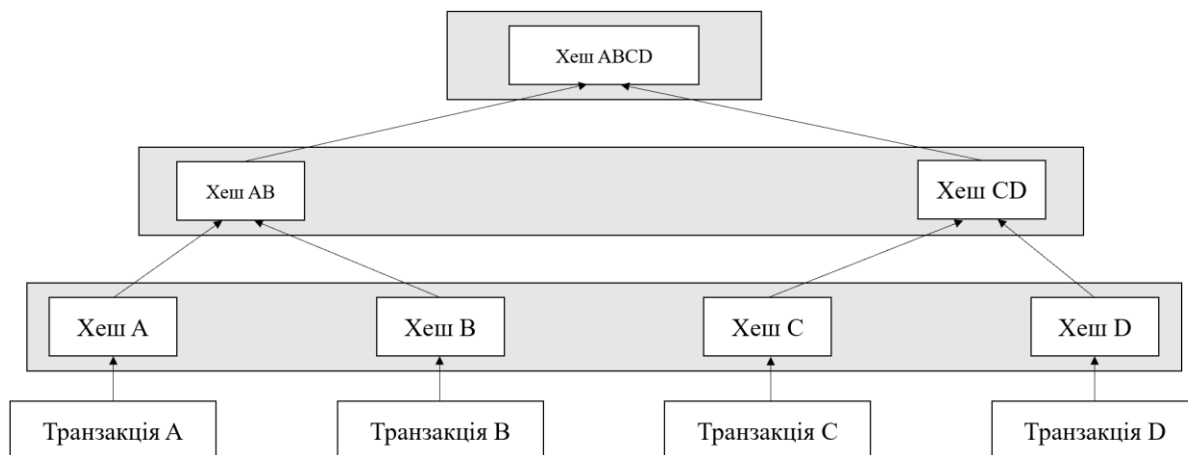 Хеш ABCD
Хеш AB
Хеш CD
Хеш A
Хеш B
Хеш C
Хеш D
Транзакція A
Транзакція B
Транзакція C
Транзакція D